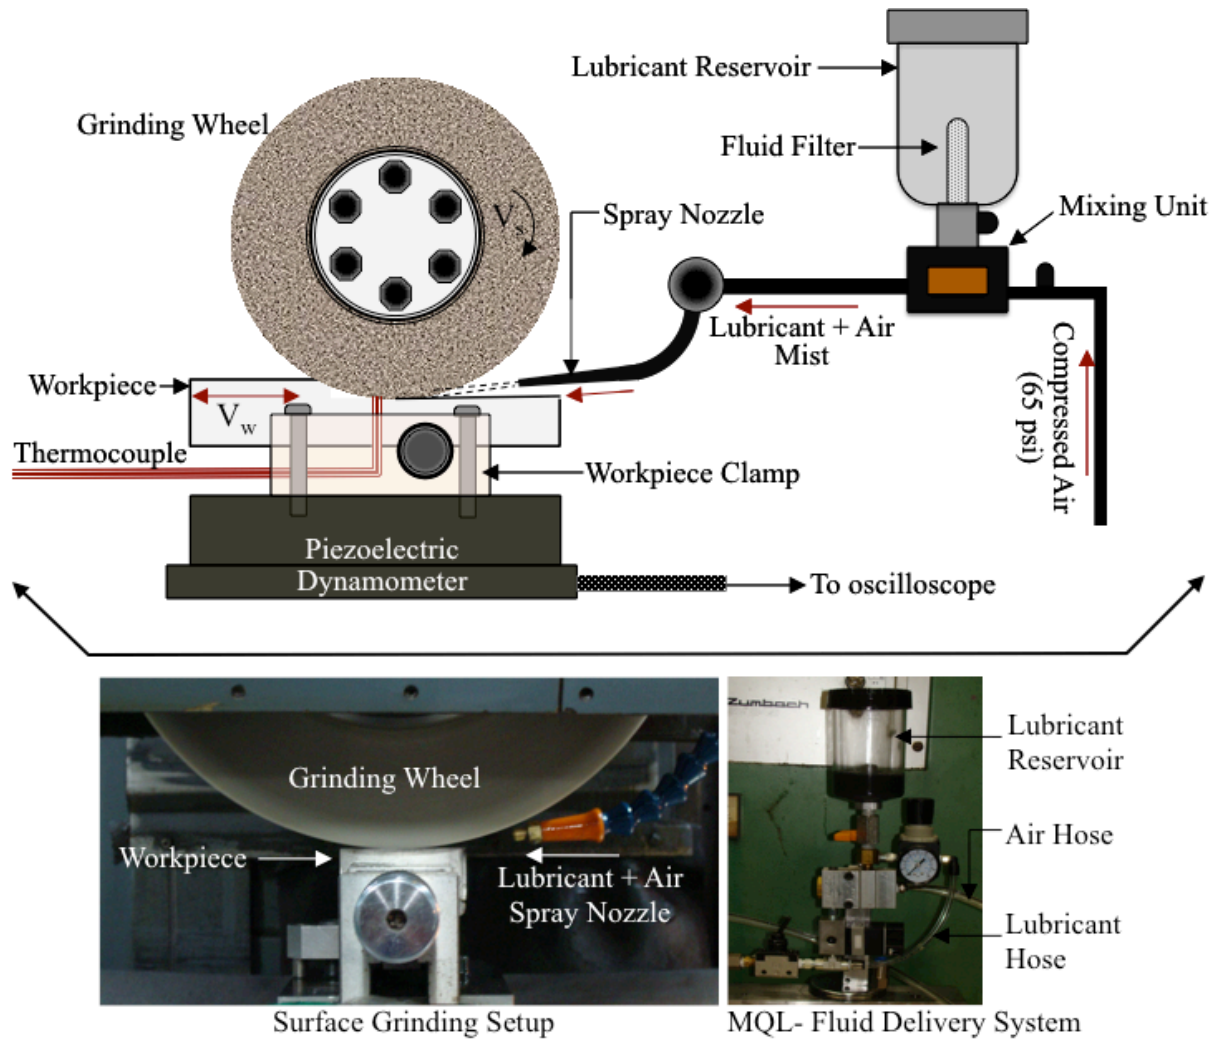 Lubricant Reservoir
Grinding Wheel
Fluid Filter
Vs
Spray Nozzle
Mixing Unit
Lubricant + Air
Mist
Compressed Air
(65 psi)
Workpiece
Vw
Thermocouple
Workpiece Clamp
Piezoelectric
Dynamometer
To oscilloscope
Zumbach
Grinding Wheel
Workpiece
Lubricant + Air
Spray Nozzle
Lubricant
Reservoir
Air Hose
Lubricant
Hose
Surface Grinding Setup
MQL- Fluid Delivery System